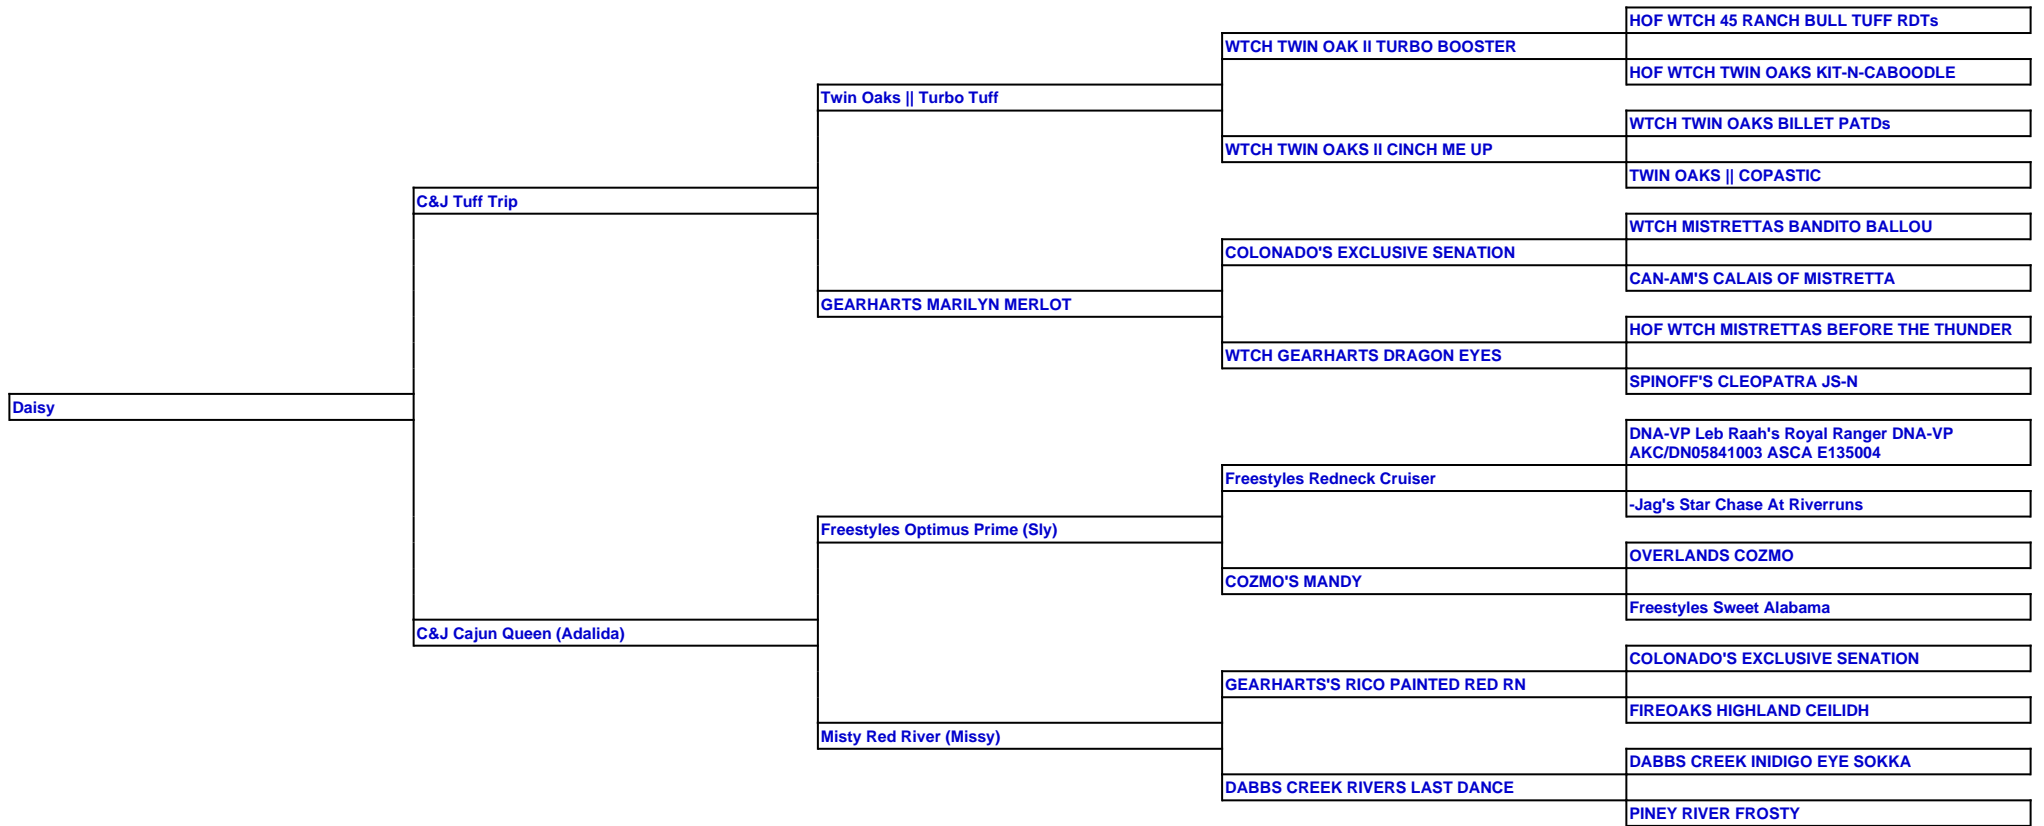 HOF WTCH 45 RANCH BULL TUFF RDTs
WTCH TWIN OAK II TURBO BOOSTER
HOF WTCH TWIN OAKS KIT-N-CABOODLE
Twin Oaks || Turbo Tuff
WTCH TWIN OAKS BILLET PATDs
WTCH TWIN OAKS II CINCH ME UP
TWIN OAKS || COPASTIC
C&J Tuff Trip
WTCH MISTRETTAS BANDITO BALLOU
COLONADO'S EXCLUSIVE SENATION
CAN-AM'S CALAIS OF MISTRETTA
GEARHARTS MARILYN MERLOT
HOF WTCH MISTRETTAS BEFORE THE THUNDER
WTCH GEARHARTS DRAGON EYES
SPINOFF'S CLEOPATRA JS-N
Daisy
DNA-VP Leb Raah's Royal Ranger DNA-VP
AKC/DN05841003 ASCA E135004
Freestyles Redneck Cruiser
-Jag's Star Chase At Riverruns
Freestyles Optimus Prime (Sly)
OVERLANDS COZMO
COZMO'S MANDY
Freestyles Sweet Alabama
C&J Cajun Queen (Adalida)
COLONADO'S EXCLUSIVE SENATION
GEARHARTS'S RICO PAINTED RED RN
FIREOAKS HIGHLAND CEILIDH
Misty Red River (Missy)
DABBS CREEK INIDIGO EYE SOKKA
DABBS CREEK RIVERS LAST DANCE
PINEY RIVER FROSTY